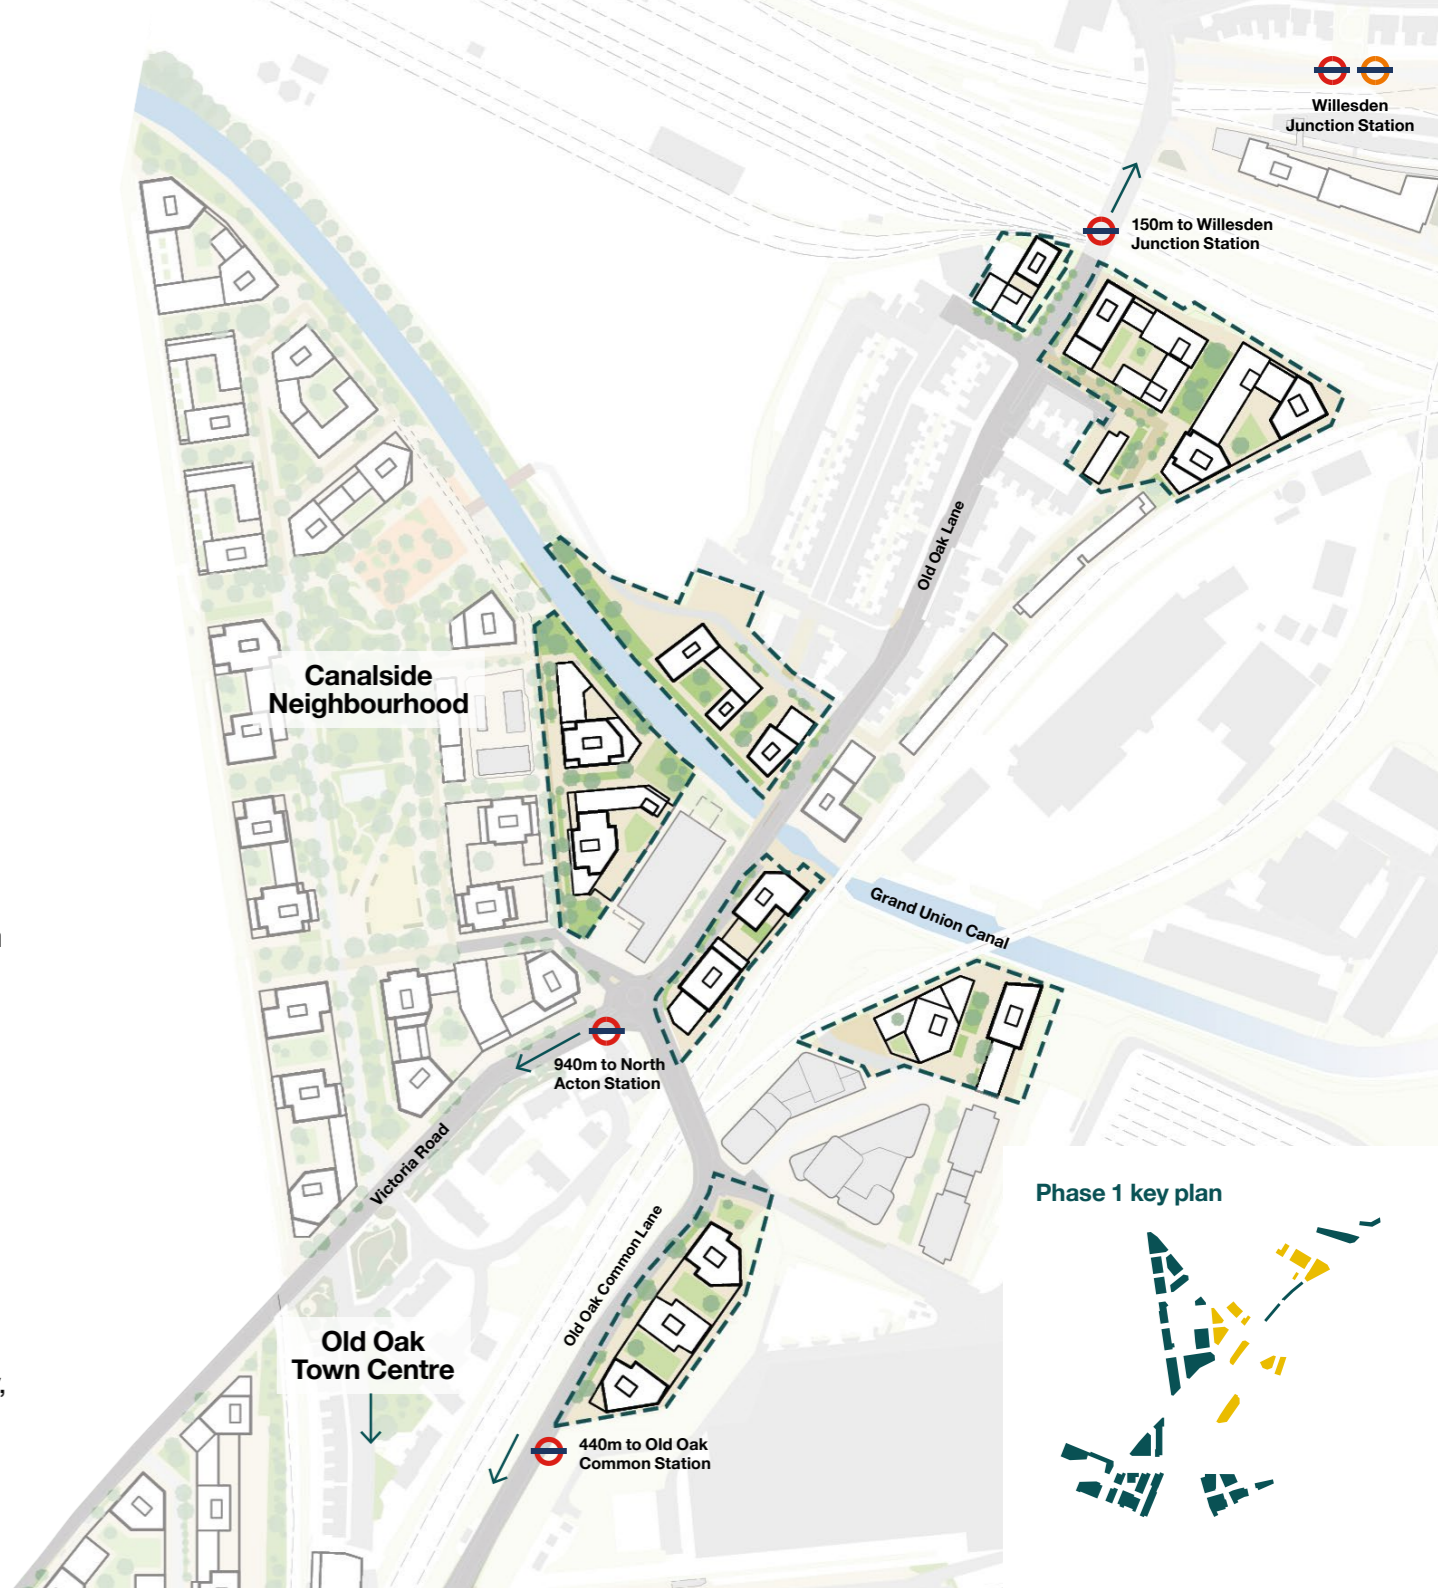 Willesden
Junction Station
150m to Willesden
Junction Station
Old Oak Lane
Canalside
Neighbourhood
Grand Union Canal
940m to North
Acton Station
Victoria Road
Phase 1 key plan
Old Oak Common Lane
Old Oak
Town Centre
440m to Old Oak
Common Station